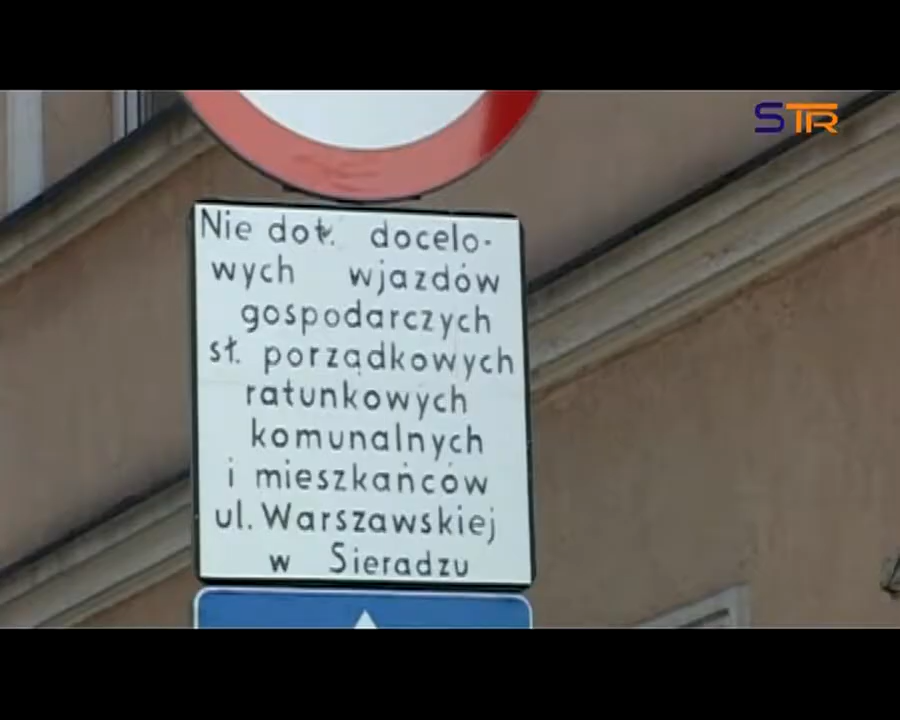 STR
Nie dot. docelo-
wych wjazdów
gospodarczych
sł. porządkowych
ratunkowych
komunalnych
i mieszkańców
ul. Warszawskiej
w Sieradzu